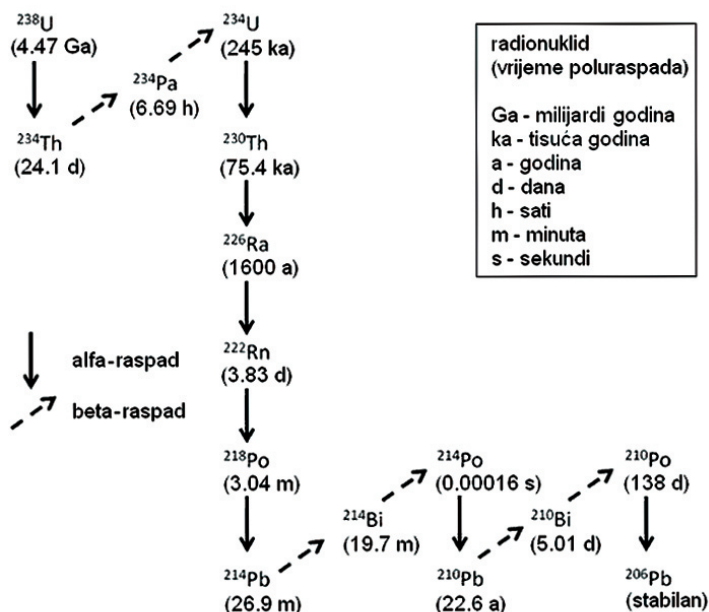 ²³⁸U
(4.47 Ga)
²³⁴Pa
(6.69 h)
²³⁴U
(245 ka)
²³⁴Th
(24.1 d)
²³⁰Th
(75.4 ka)
²²⁶Ra
(1600 a)
²²²Rn
(3.83 d)
²¹⁸Po
(3.04 m)
²¹⁴Pb
(26.9 m)
²¹⁴Bi
(19.7 m)
²¹⁴Po
(0.00016 s)
²¹⁰Pb
(22.6 a)
²¹⁰Bi
(5.01 d)
²¹⁰Po
(138 d)
²⁰⁶Pb
(stabilan)
alfa-raspad
beta-raspad
radionuklid
(vrijeme poluraspada)
Ga - milijardi godina
ka - tisuća godina
a - godina
d - dana
h - sati
m - minuta
s - sekundi